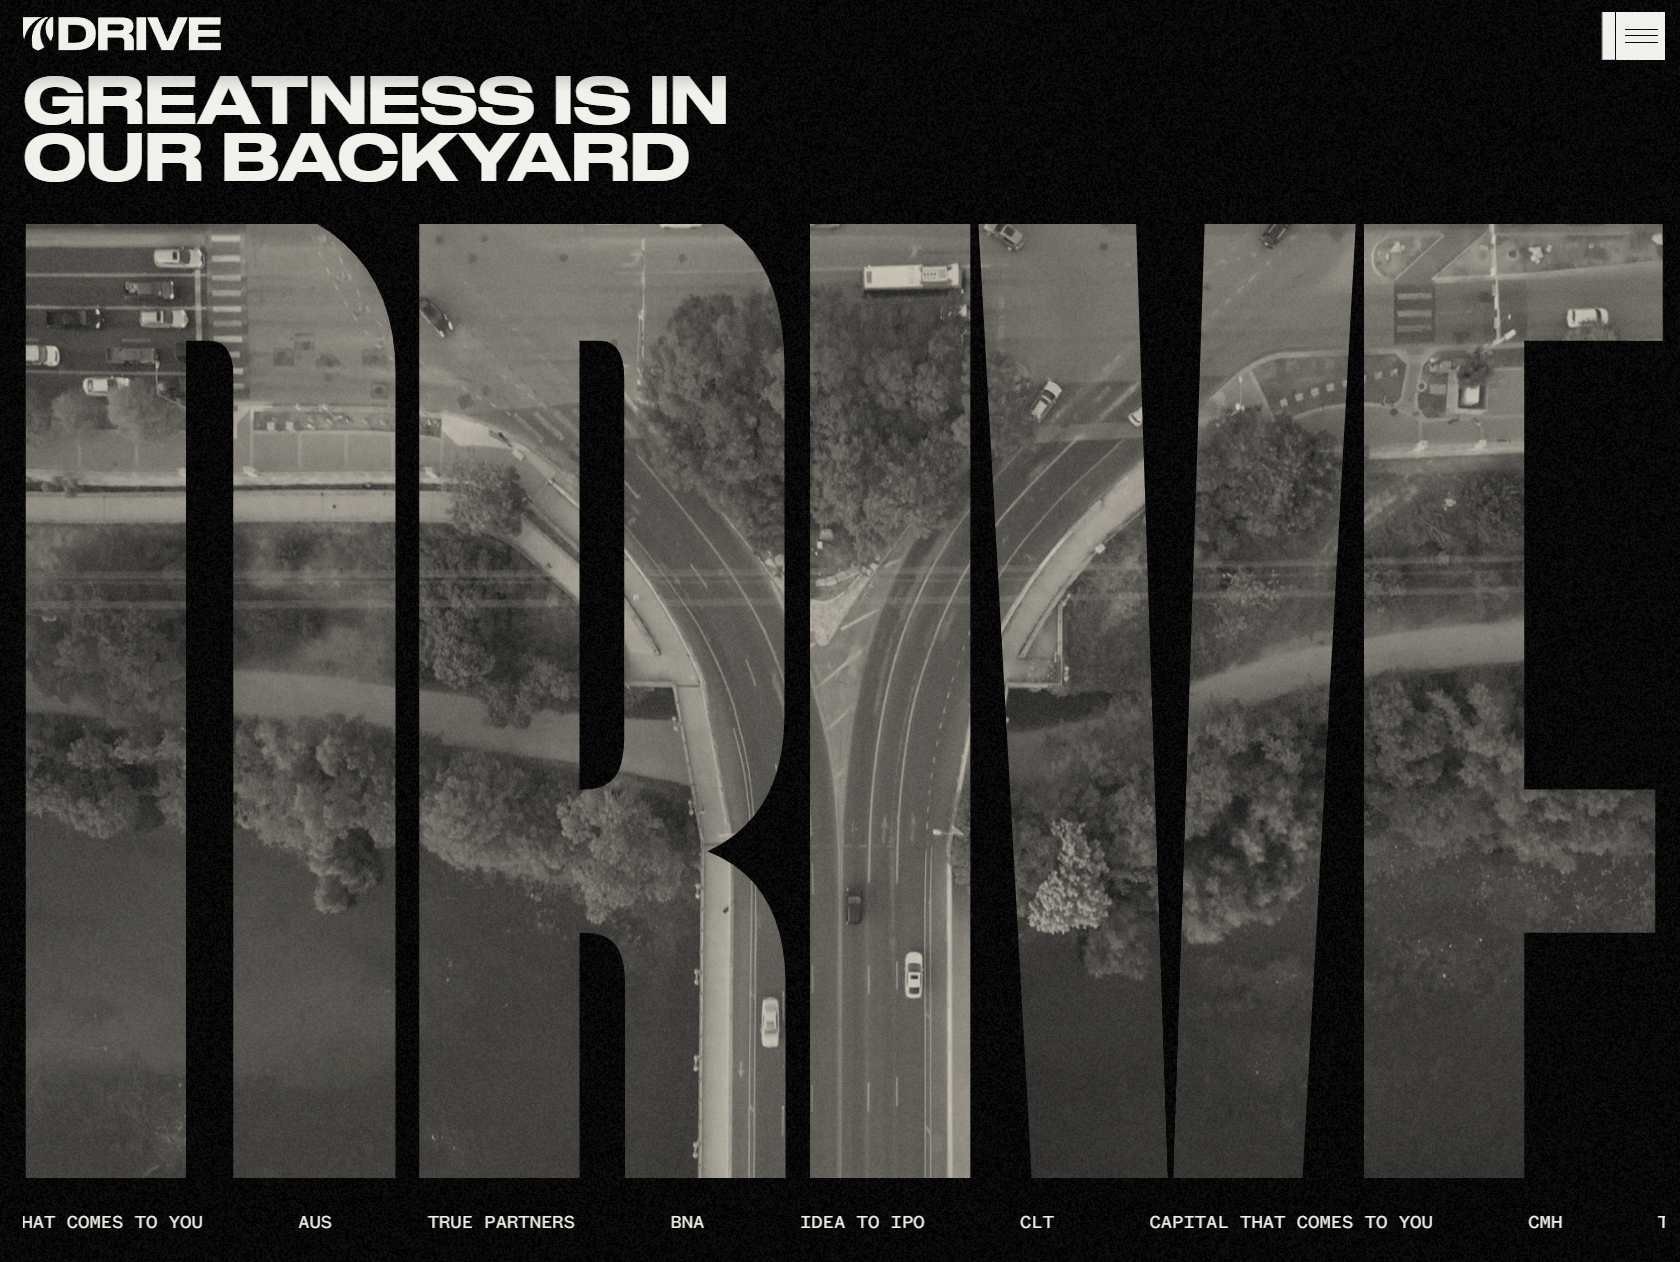 DRIVE
GREATNESS IS IN
OUR BACKYARD
DRIVE
HAT COMES TO YOU AUS TRUE PARTNERS BNA IDEA TO IPO CLT CAPITAL THAT COMES TO YOU CMH T